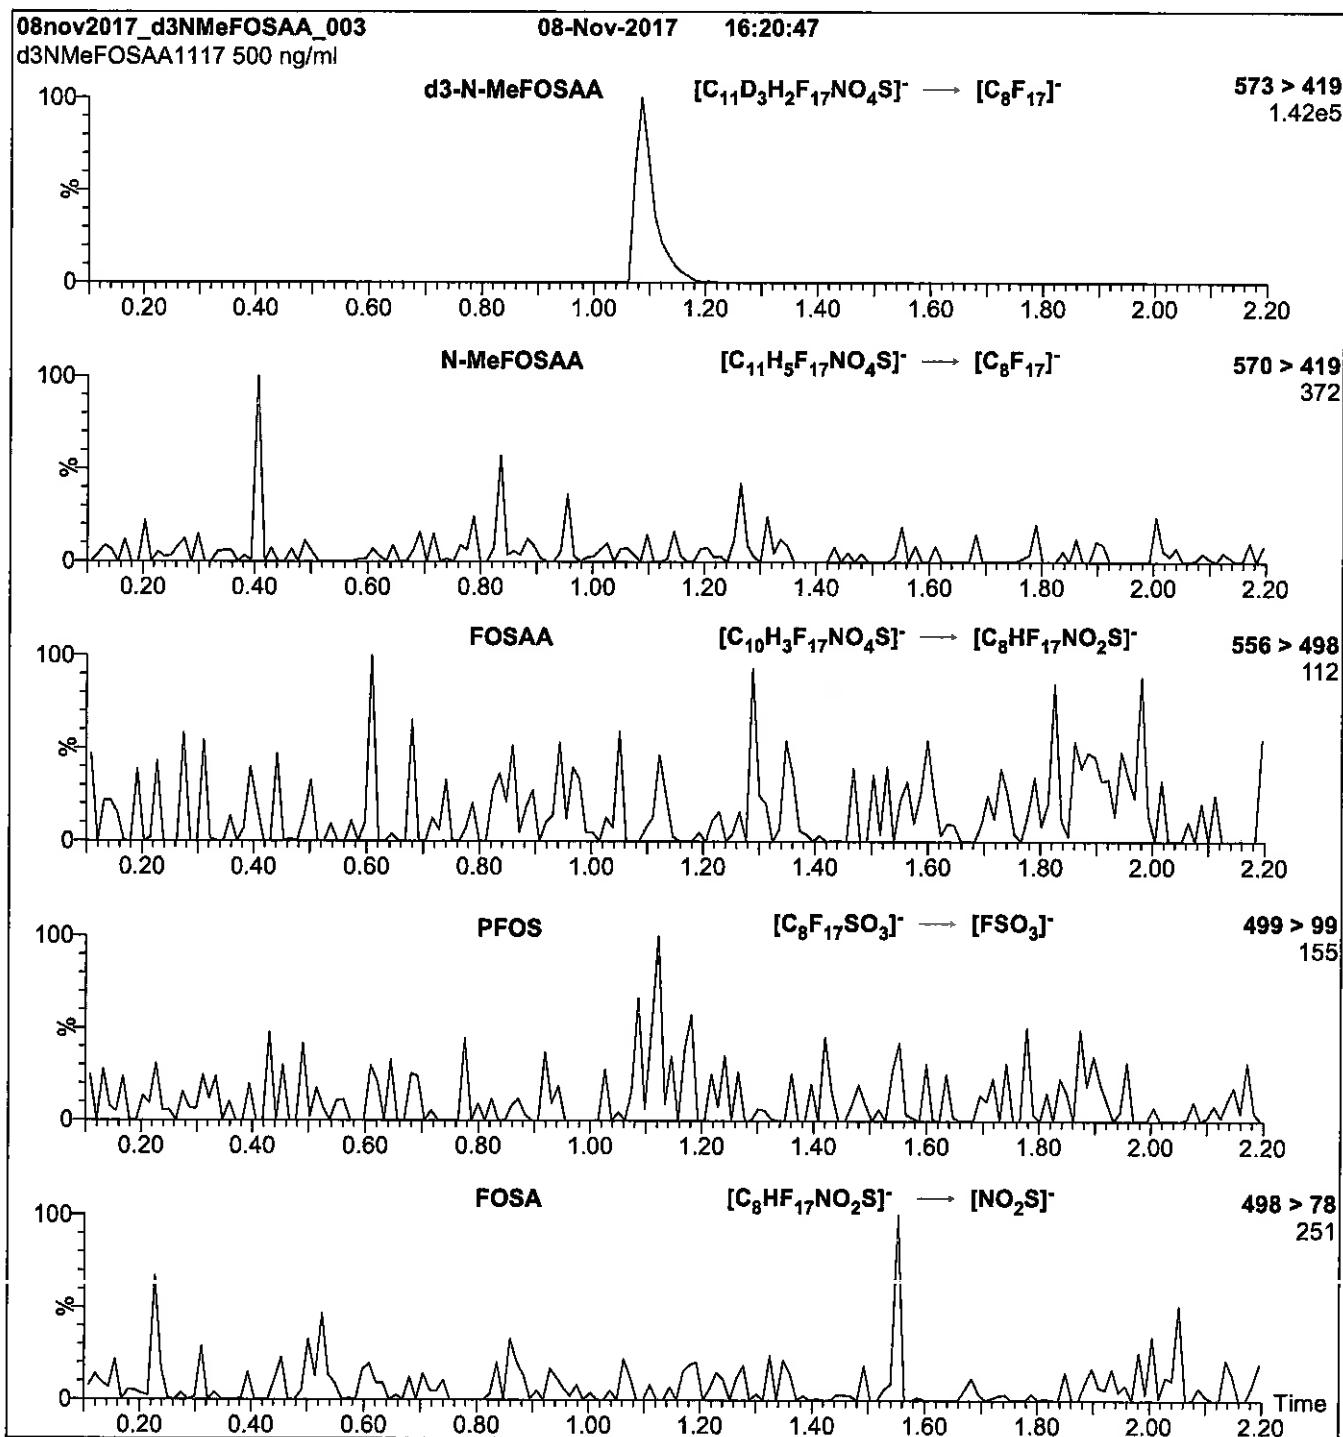 08nov2017_d3NMeFOSAA_003 08-Nov-2017 16:20:47
d3NMeFOSAA1117 500 ng/ml
d3-N-MeFOSAA [C11D3H2F17NO4S]- → [C8F17]- 573 > 419
1.42e5
100
%
0
0.20 0.40 0.60 0.80 1.00 1.20 1.40 1.60 1.80 2.00 2.20
N-MeFOSAA [C11H5F17NO4S]- → [C8F17]- 570 > 419
372
100
%
0
0.20 0.40 0.60 0.80 1.00 1.20 1.40 1.60 1.80 2.00 2.20
FOSAA [C10H3F17NO4S]- → [C8HF17NO2S]- 556 > 498
112
100
%
0
0.20 0.40 0.60 0.80 1.00 1.20 1.40 1.60 1.80 2.00 2.20
PFOS [C8F17SO3]- → [FSO3]- 499 > 99
155
100
%
0
0.20 0.40 0.60 0.80 1.00 1.20 1.40 1.60 1.80 2.00 2.20
FOSA [C8HF17NO2S]- → [NO2S]- 498 > 78
251
100
%
0
Time
0.20 0.40 0.60 0.80 1.00 1.20 1.40 1.60 1.80 2.00 2.20